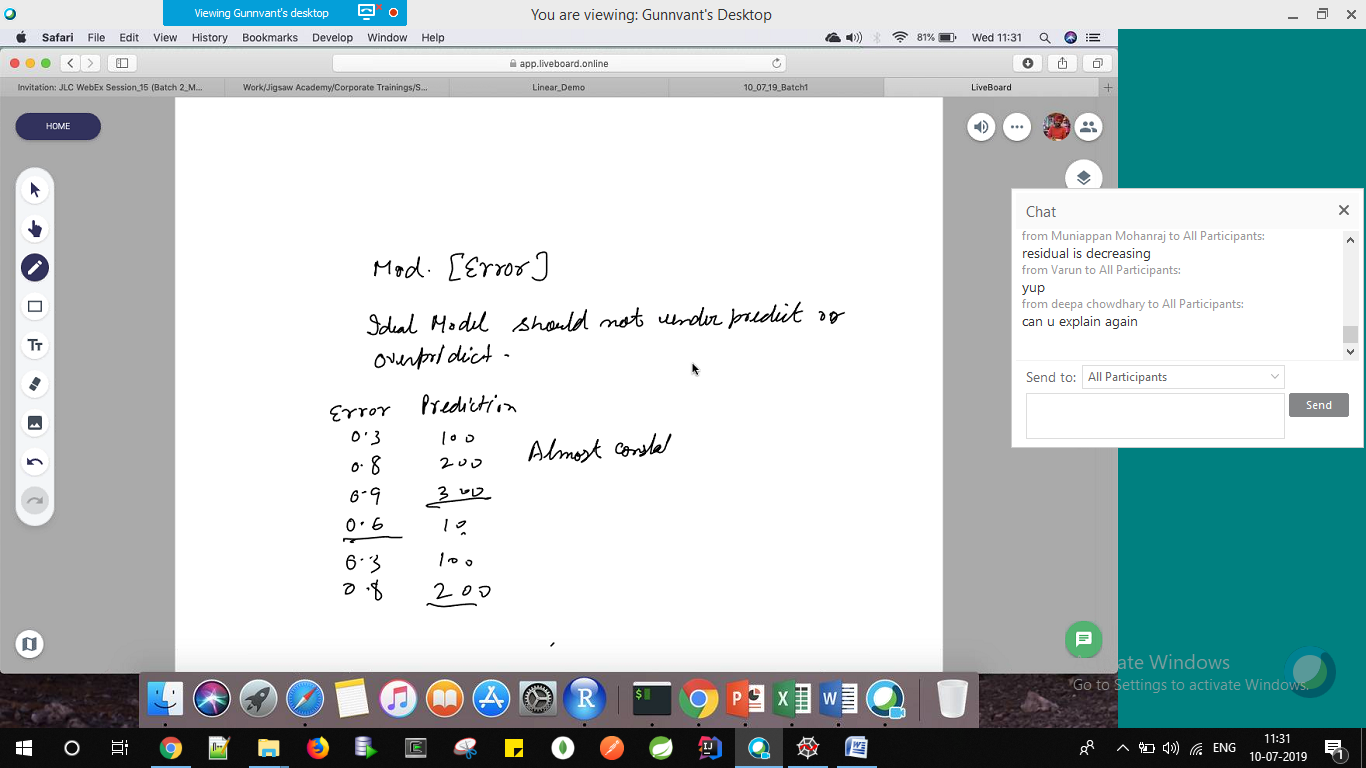 Viewing Gunnvant's desktop
You are viewing: Gunnvant's Desktop
Safari File Edit View History Bookmarks Develop Window Help
81% Wed 11:31
app.liveboard.online
Invitation: JLC WebEx Session_15 (Batch 2_M...
Work/Jigsaw Academy/Corporate Trainings/S...
Linear_Demo
10_07_19_Batch1
LiveBoard
HOME
Mod. [Error]
Ideal Model should not underpredict or
overpridict.
Error Prediction
0.3 100
0.8 200
0.9 300
0.6 10
0.3 100
0.8 200
Almost
Tт
Chat
from Muniappan Mohanraj to All Participants:
residual is decreasing
from Varun to All Participants:
yup
from deepa chowdhary to All Participants:
can u explain again
Send to: All Participants
Send
ate Windows
Go to Settings to activate Windows.
ENG
11:31
10-07-2019
1